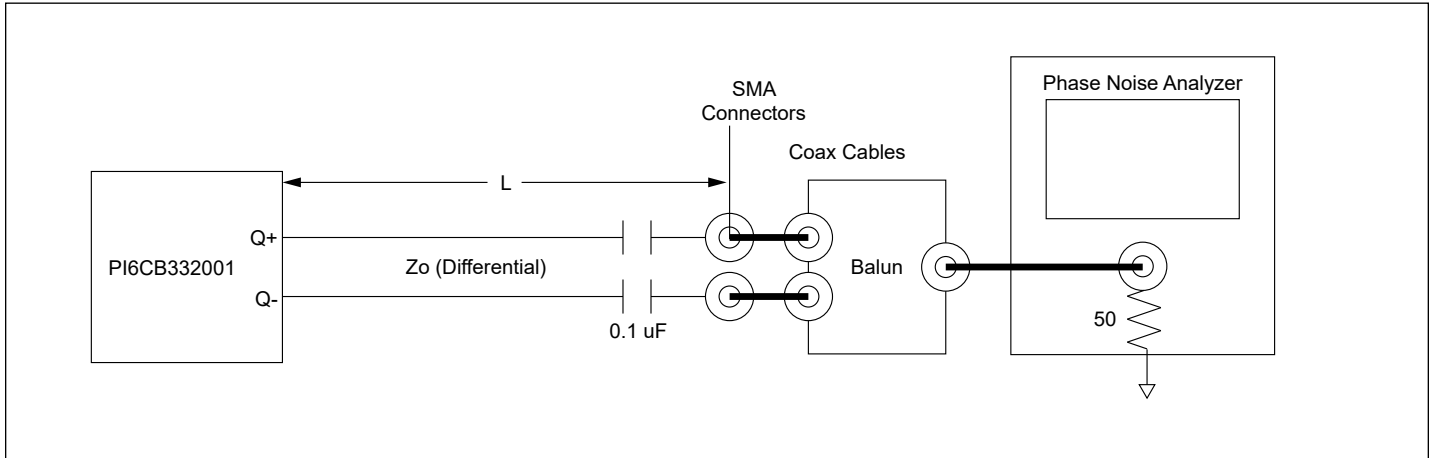 Phase Noise Analyzer
SMA
Connectors
Coax Cables
L
Q+
PI6CB332001
Zo (Differential)
Balun
Q-
0.1 uF
50